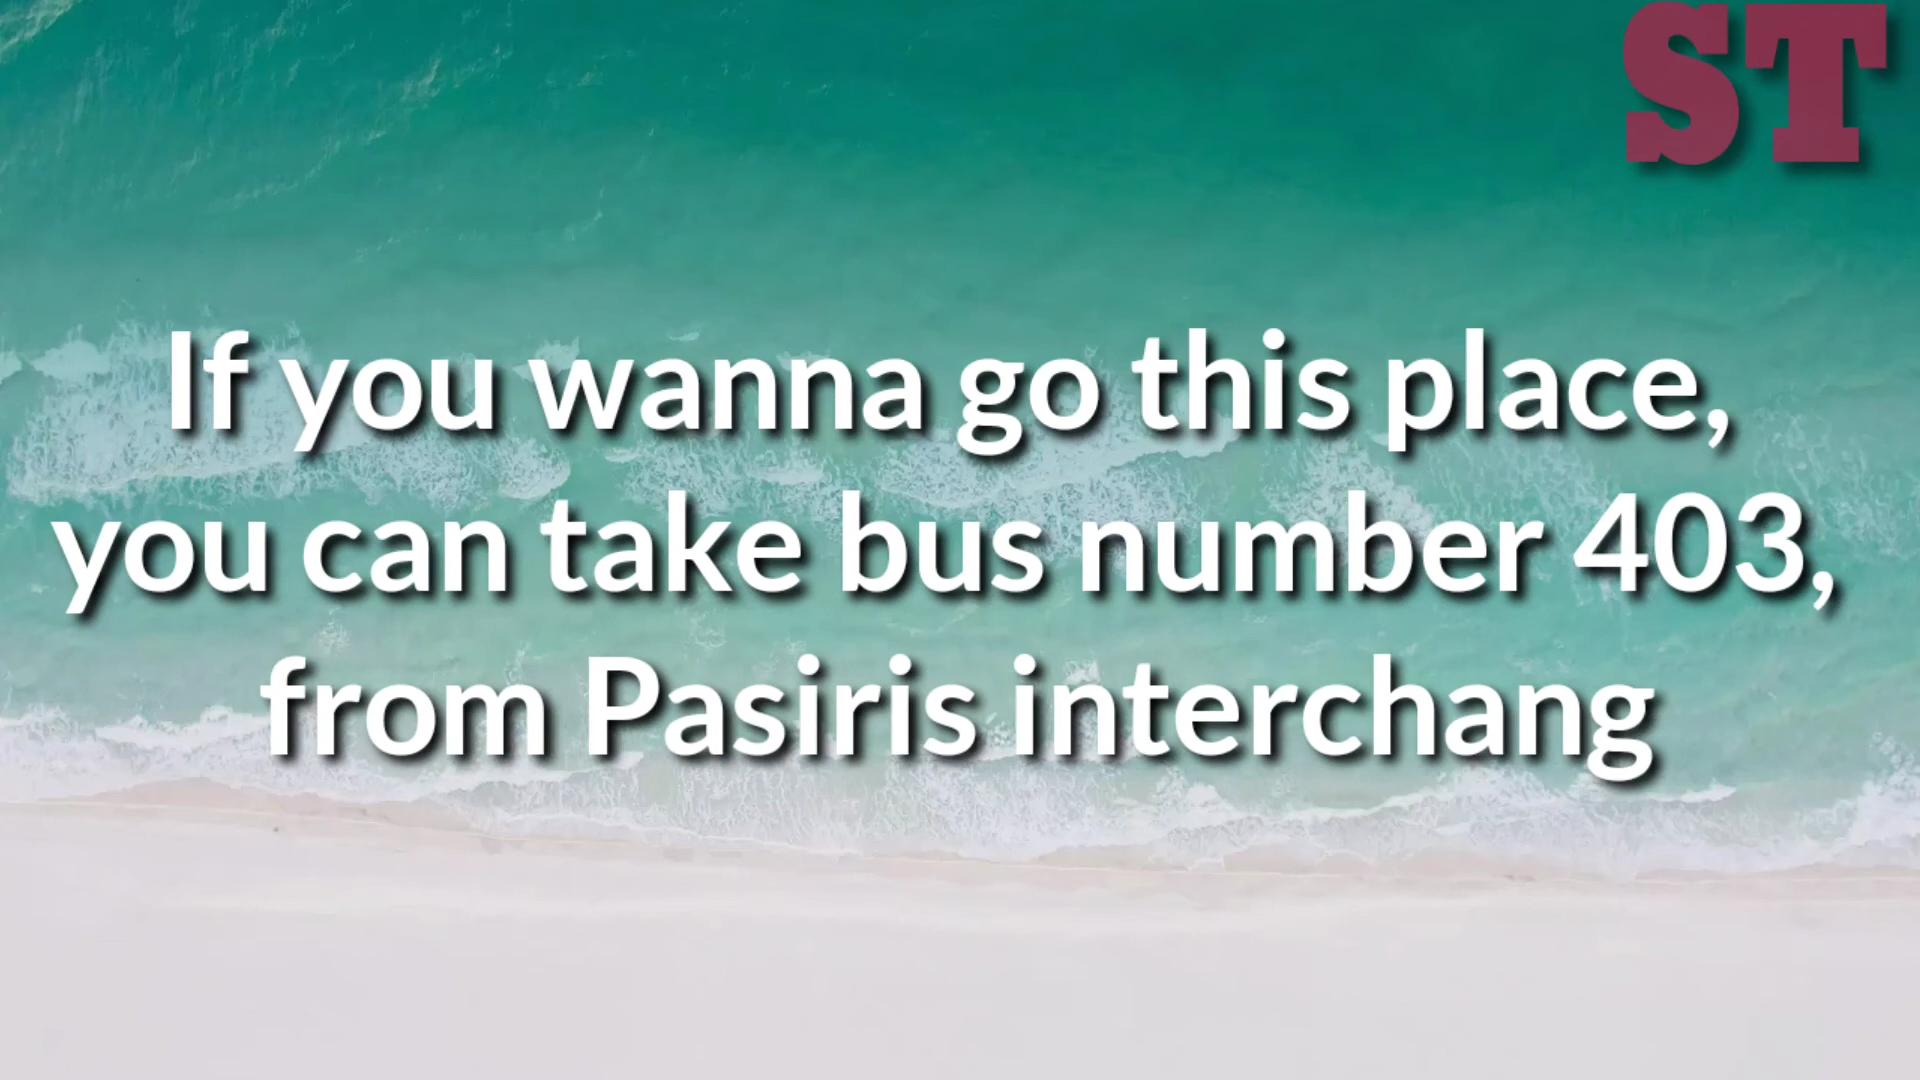 ST
If you wanna go this place,
you can take bus number 403,
from Pasiris interchang